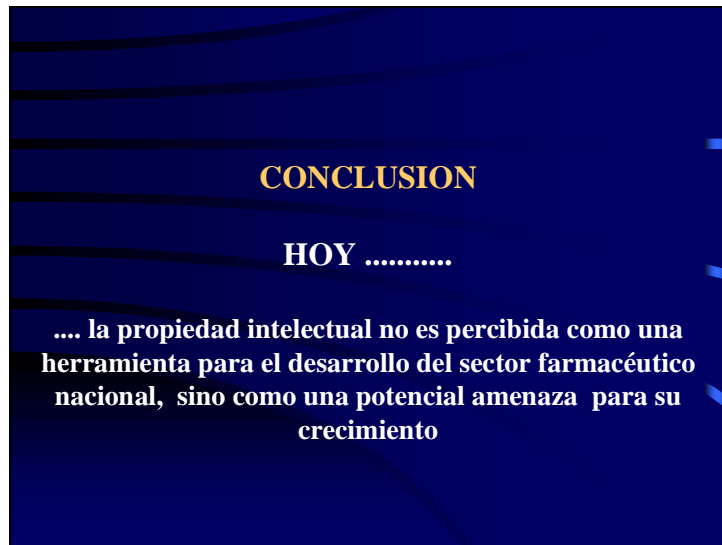 CONCLUSION
HOY ...........
.... la propiedad intelectual no es percibida como una
herramienta para el desarrollo del sector farmacéutico
nacional,  sino como una potencial amenaza  para su
crecimiento